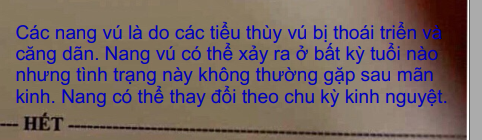 Các nang vú là do các tiểu thùy vú bị thoái triển và
căng dãn. Nang vú có thể xảy ra ở bất kỳ tuổi nào
nhưng tình trạng này không thường gặp sau mãn
kinh. Nang có thể thay đổi theo chu kỳ kinh nguyệt.
--- HẾT ---